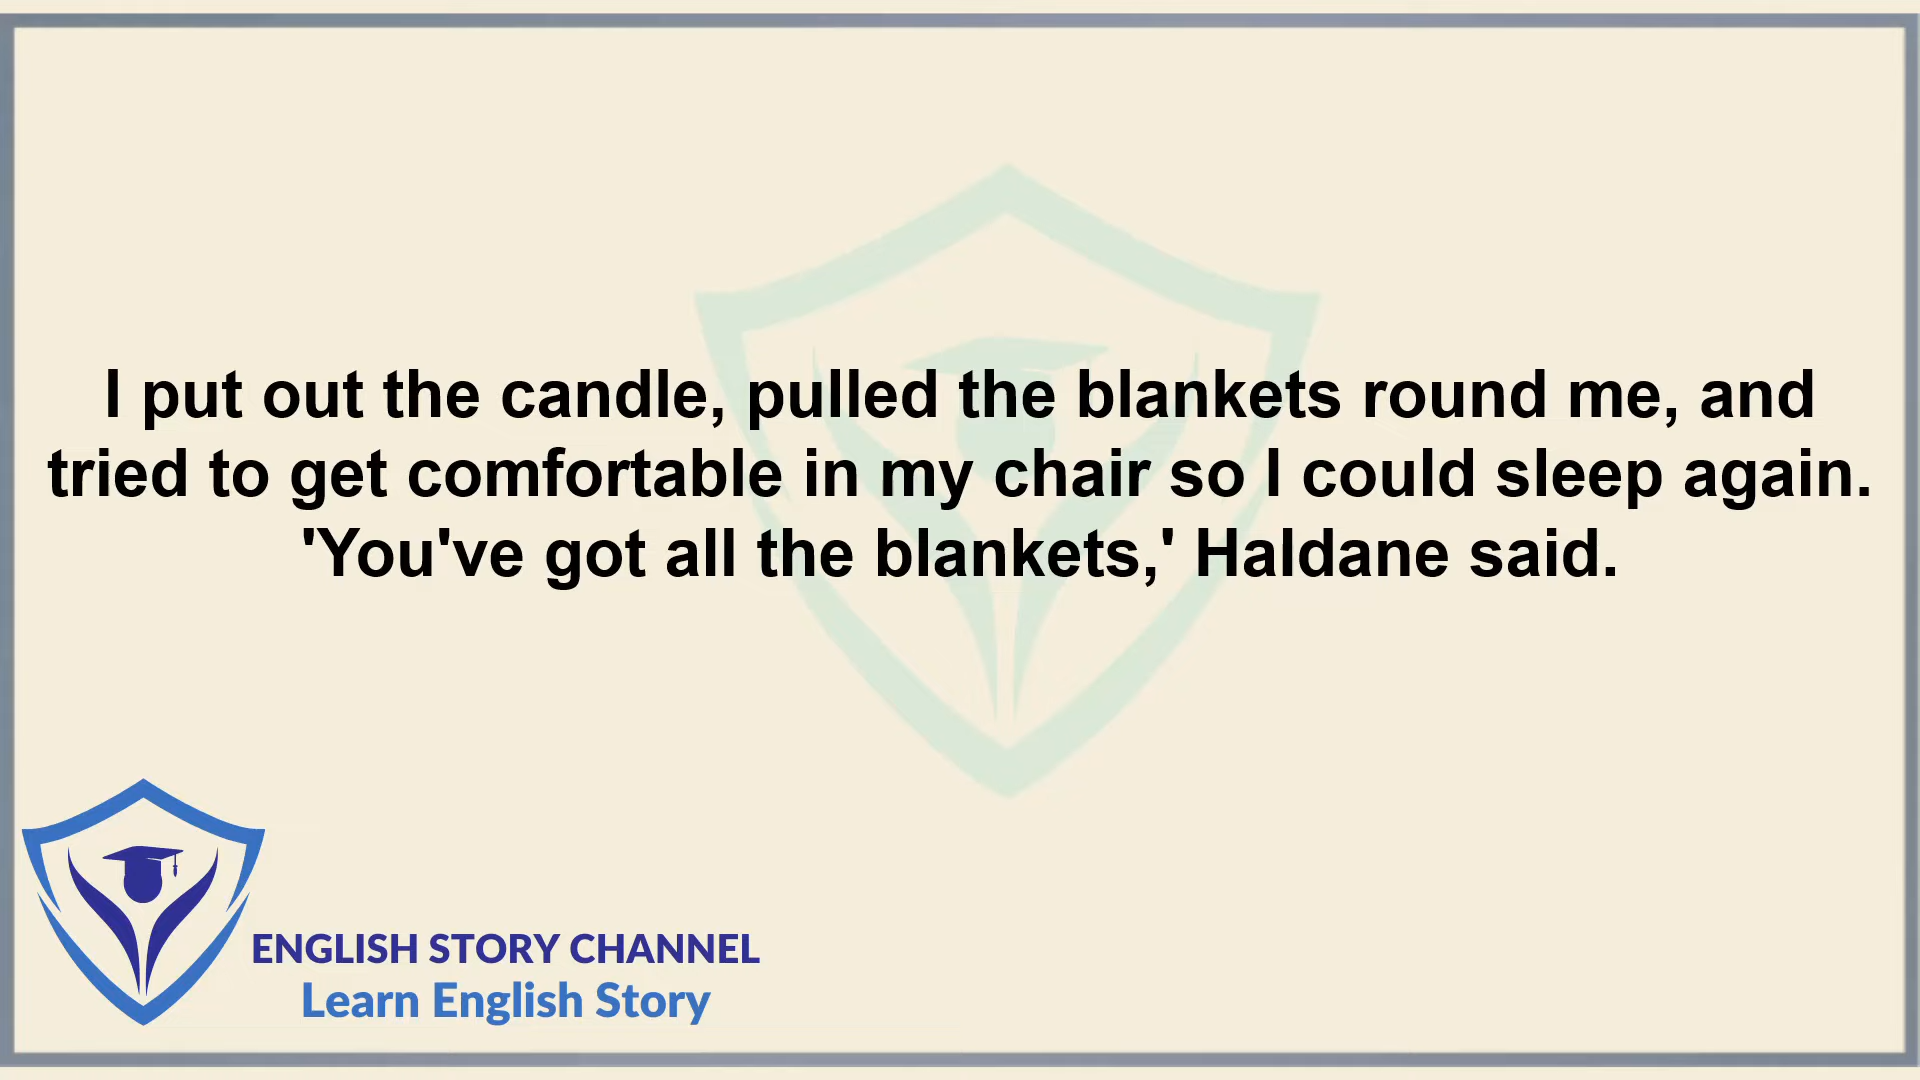 I put out the candle, pulled the blankets round me, and
tried to get comfortable in my chair so I could sleep again.
'You've got all the blankets,' Haldane said.
ENGLISH STORY CHANNEL
Learn English Story